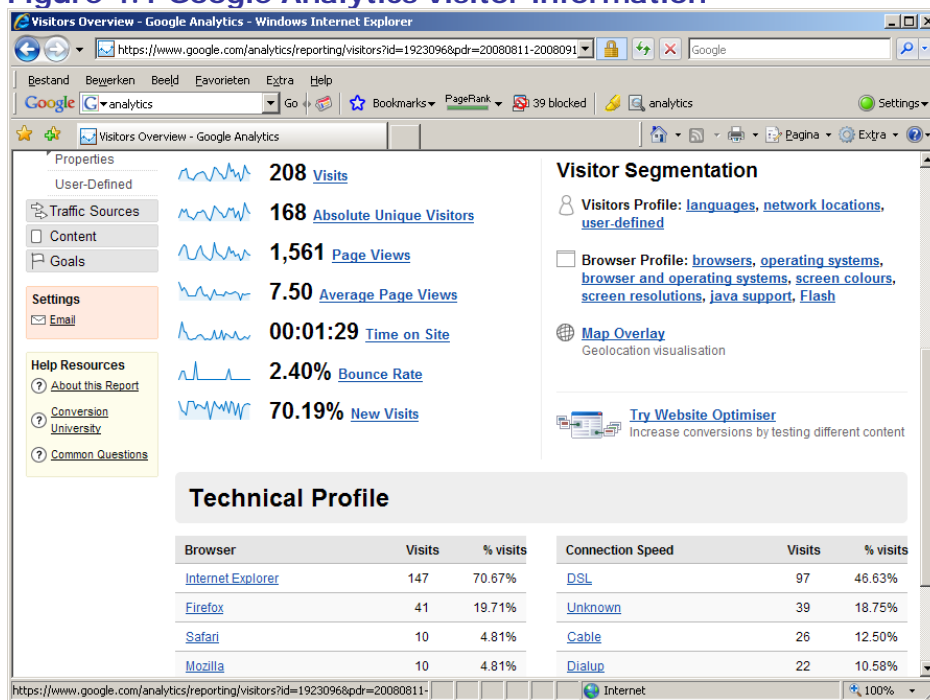 Figure 4.1 Google Analytics Visitor Information
Visitors Overview - Google Analytics - Windows Internet Explorer
https://www.google.com/analytics/reporting/visitors?id=19230968&pdr=20080811-2008091
Google
Bestand Bewerken Beeld Favorieten Extra Help
Google G analytics Go Bookmarks PageRank 39 blocked analytics Settings
Visitors Overview - Google Analytics Pagina Extra
Properties
User-Defined
Traffic Sources
Content
Goals
Settings
Email
Help Resources
About this Report
Conversion
University
Common Questions
208 Visits
168 Absolute Unique Visitors
1,561 Page Views
7.50 Average Page Views
00:01:29 Time on Site
2.40% Bounce Rate
70.19% New Visits
Visitor Segmentation
Visitors Profile: languages, network locations,
user-defined
Browser Profile: browsers, operating systems,
browser and operating systems, screen colours,
screen resolutions, java support, Flash
Map Overlay
Geolocation visualisation
Try Website Optimiser
Increase conversions by testing different content
Technical Profile
Browser Visits % visits
Internet Explorer 147 70.67%
Firefox 41 19.71%
Safari 10 4.81%
Mozilla 10 4.81%
Connection Speed Visits % visits
DSL 97 46.63%
Unknown 39 18.75%
Cable 26 12.50%
Dialup 22 10.58%
https://www.google.com/analytics/reporting/visitors?id=19230968&pdr=20080811- Internet 100%